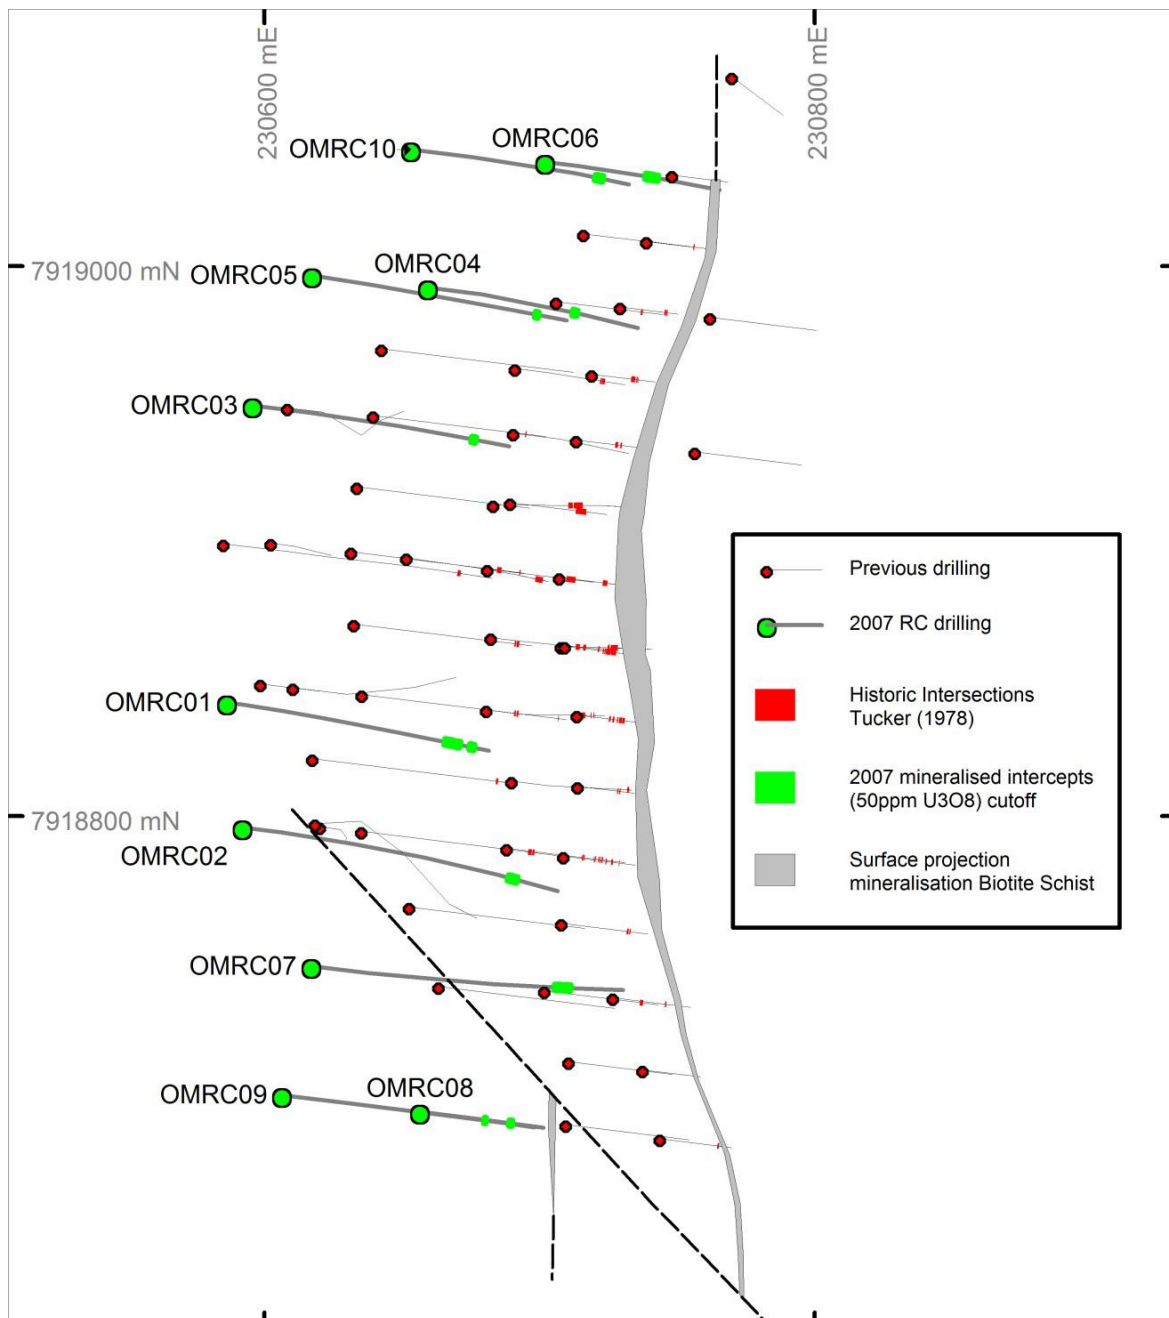 230600 mE
230800 mE
OMRC10
OMRC06
7919000 mN
OMRC05
OMRC04
OMRC03
Previous drilling
2007 RC drilling
Historic Intersections
Tucker (1978)
2007 mineralised intercepts
(50ppm U3O8) cutoff
Surface projection
mineralisation Biotite Schist
OMRC01
7918800 mN
OMRC02
OMRC07
OMRC09
OMRC08